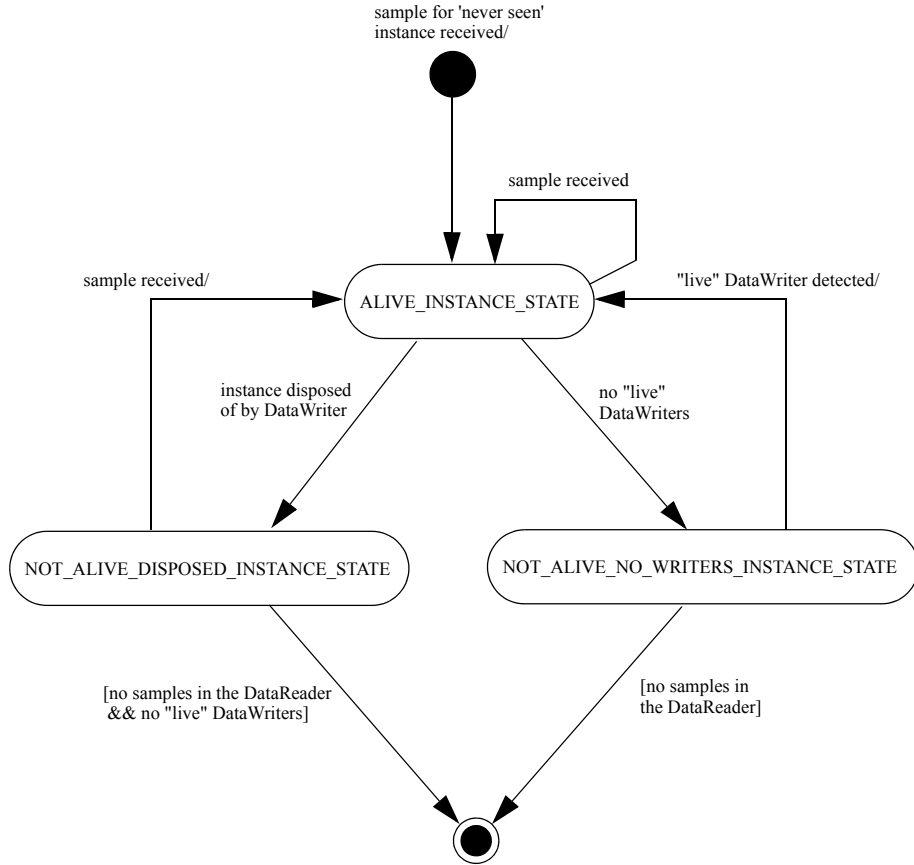 sample for 'never seen'
instance received/
sample received
sample received/
"live" DataWriter detected/
ALIVE_INSTANCE_STATE
instance disposed
of by DataWriter
no "live"
DataWriters
NOT_ALIVE_DISPOSED_INSTANCE_STATE
NOT_ALIVE_NO_WRITERS_INSTANCE_STATE
[no samples in the DataReader
&& no "live" DataWriters]
[no samples in
the DataReader]